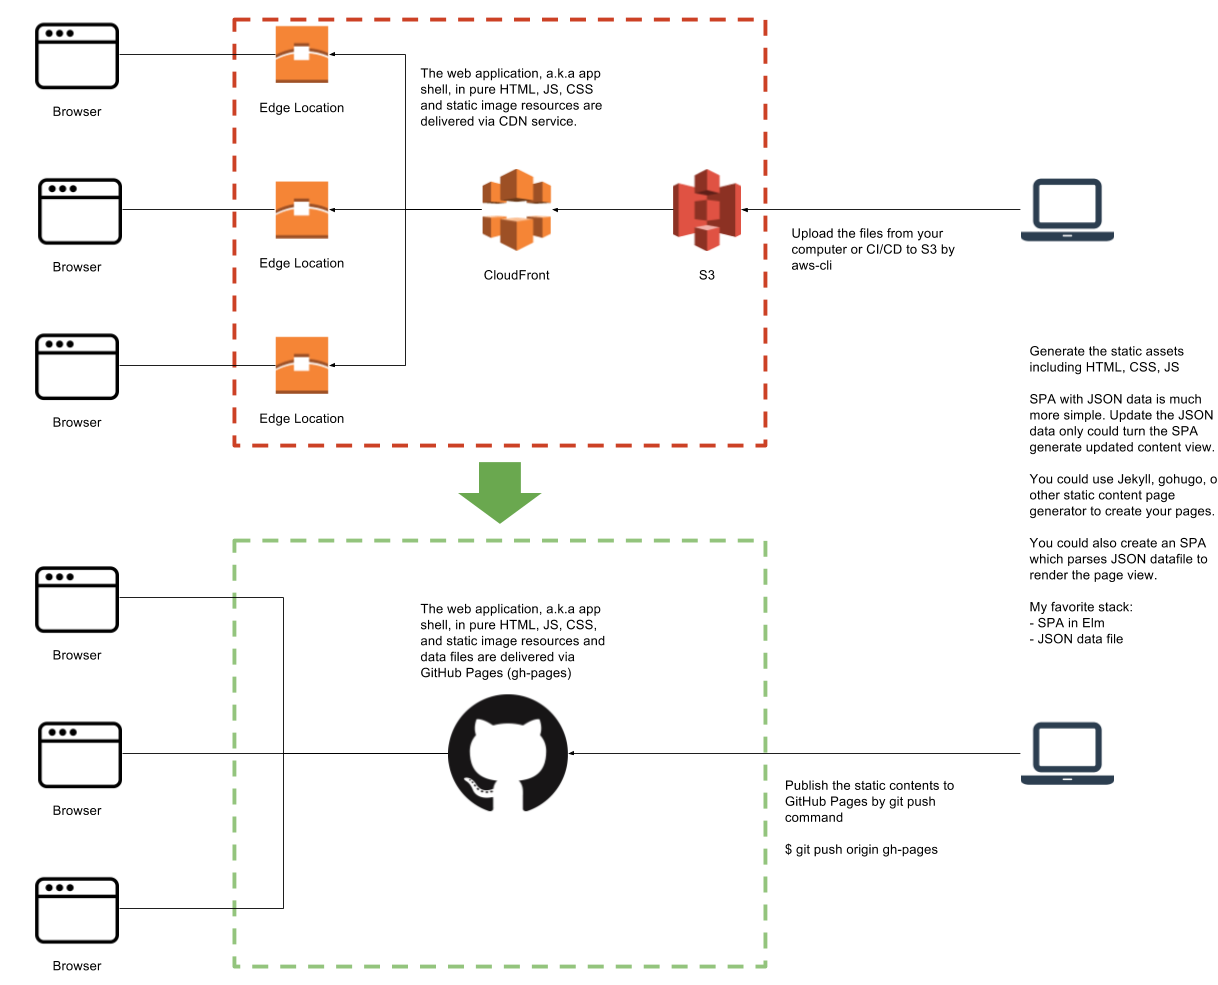 Browser
Edge Location
The web application, a.k.a app
shell, in pure HTML, JS, CSS
and static image resources are
delivered via CDN service.
Browser
Edge Location
CloudFront
S3
Upload the files from your
computer or CI/CD to S3 by
aws-cli
Browser
Edge Location
Generate the static assets
including HTML, CSS, JS
SPA with JSON data is much
more simple. Update the JSON
data only could turn the SPA
generate updated content view.
You could use Jekyll, gohugo, o
other static content page
generator to create your pages.
You could also create an SPA
which parses JSON datafile to
render the page view.
My favorite stack:
- SPA in Elm
- JSON data file
Browser
The web application, a.k.a app
shell, in pure HTML, JS, CSS,
and static image resources and
data files are delivered via
GitHub Pages (gh-pages)
Browser
Publish the static contents to
GitHub Pages by git push
command
$ git push origin gh-pages
Browser